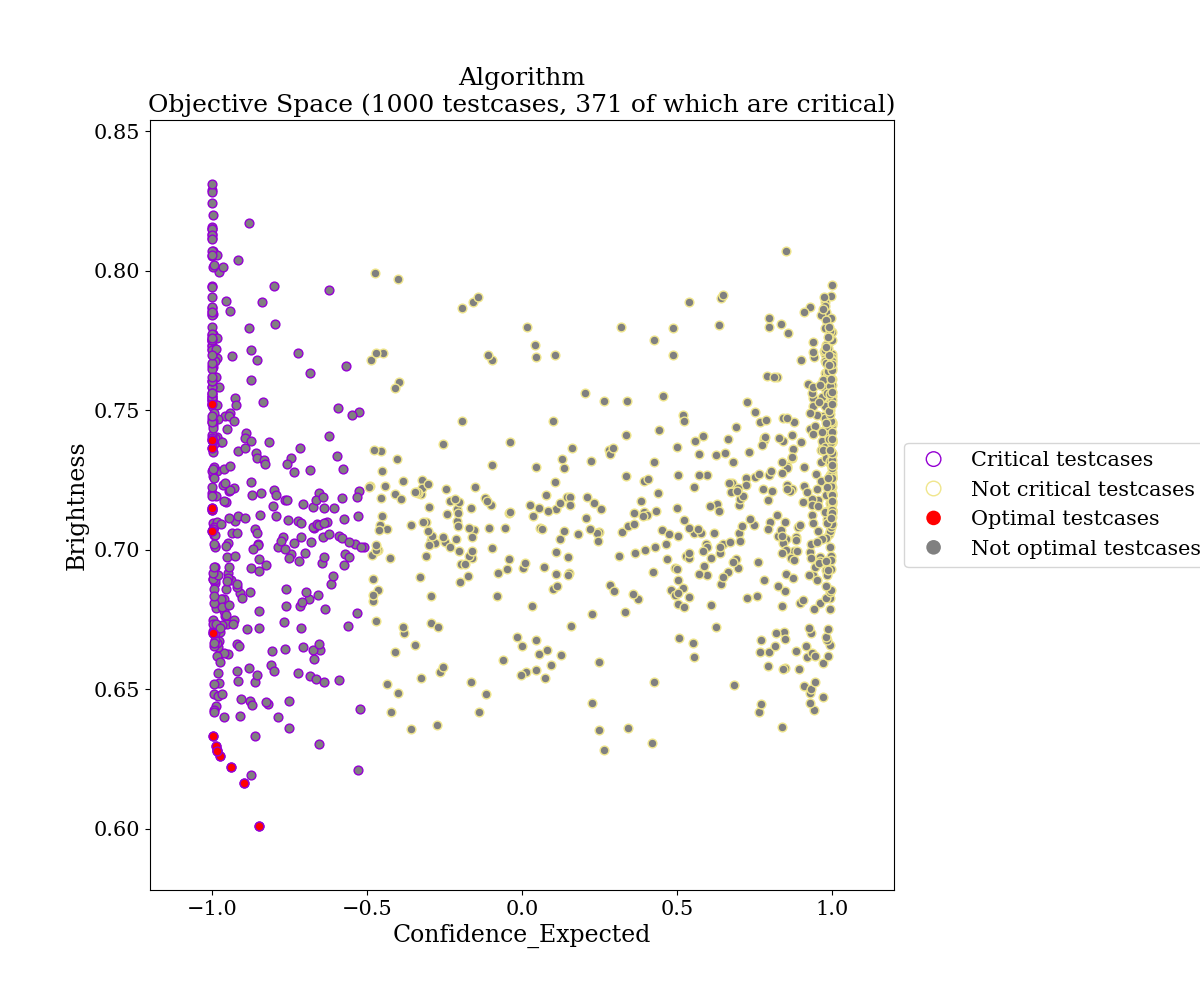 Algorithm
Objective Space (1000 testcases, 371 of which are critical)
0.85
0.80
0.75
0.70
0.65
0.60
Brightness
−1.0
−0.5
0.0
0.5
1.0
Confidence_Expected
Critical testcases
Not critical testcases
Optimal testcases
Not optimal testcases